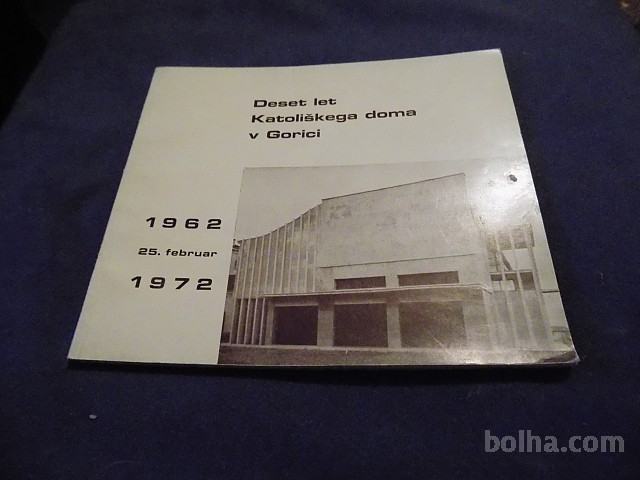 Deset let
Katoliškega doma
v Gorici
1962
25. februar
1972
bolha.com